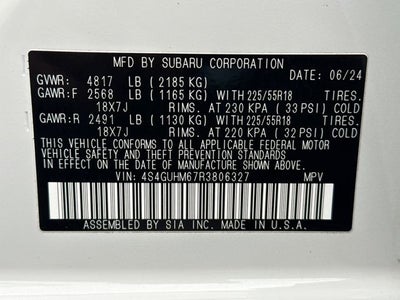 MFD. BY SUBARU CORPORATION
GVWR: 4817 LB ( 2185 KG) DATE: 06/24
GAWR:F 2568 LB ( 1165 KG) WITH 225/55R18 TIRES.
18X7J RIMS. AT 230 KPA ( 33 PSI) COLD
GAWR:R 2491 LB ( 1130 KG) WITH 225/55R18 TIRES.
18X7J RIMS. AT 220 KPA ( 32 PSI) COLD
THIS VEHICLE CONFORMS TO ALL APPLICABLE FEDERAL MOTOR
VEHICLE SAFETY, BUMPER, AND THEFT PREVENTION STANDARDS
IN EFFECT ON THE DATE OF MANUFACTURE SHOWN ABOVE.
VIN: 4S4GUHM67R3806327 MPV
ASSEMBLED BY SIA INC. MADE IN U.S.A.